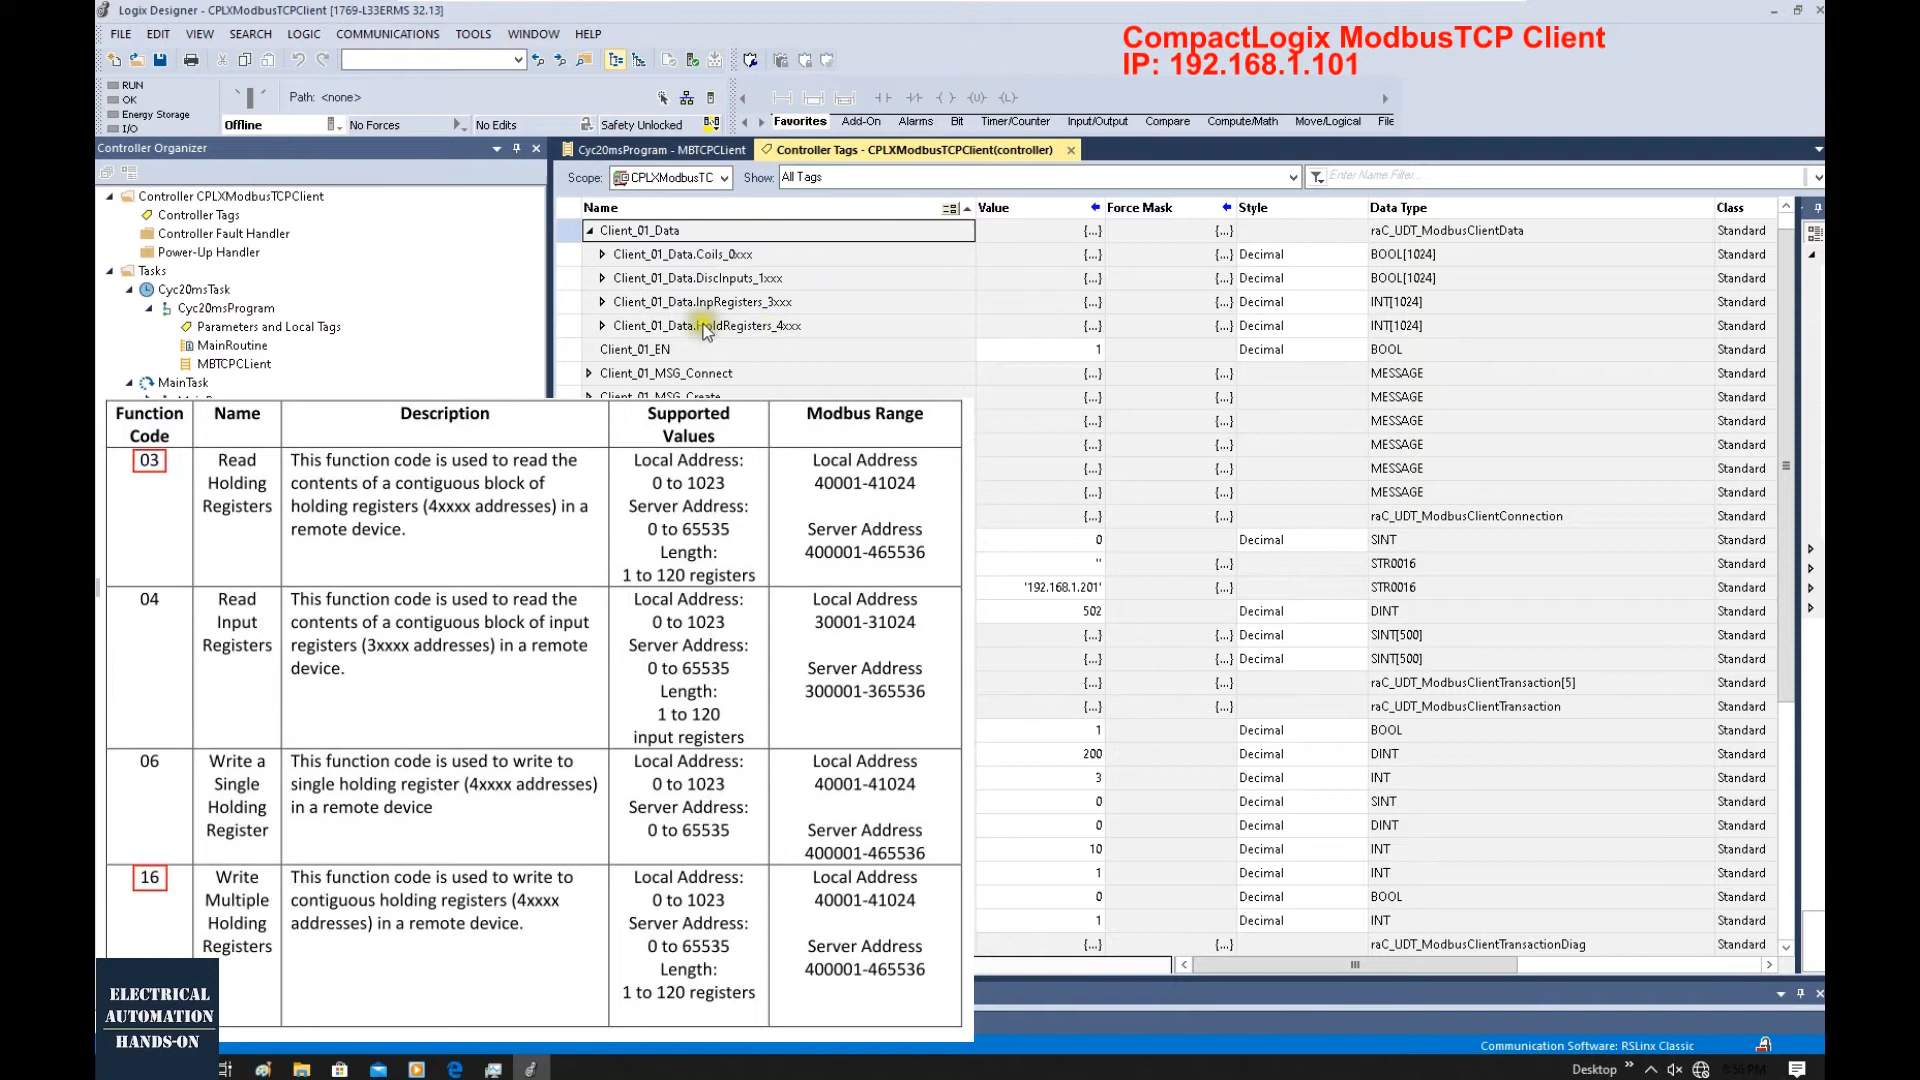 Logix Designer - CPLXModbusTCPClient [1769-L33ERMS 32.13]
CompactLogix ModbusTCP Client
IP: 192.168.1.101
FILE EDIT VIEW SEARCH LOGIC COMMUNICATIONS TOOLS WINDOW HELP
RUN
OK
Energy Storage
I/O
Path: <none>
Offline No Forces No Edits Safety Unlocked
Favorites Add-On Alarms Bit Timer/Counter Input/Output Compare Compute/Math Move/Logical File
Controller Organizer
Controller CPLXModbusTCPClient
Controller Tags
Controller Fault Handler
Power-Up Handler
Tasks
Cyc20msTask
Cyc20msProgram
Parameters and Local Tags
MainRoutine
MBTCPCLient
MainTask
Cyc20msProgram - MBTCPCLient
Controller Tags - CPLXModbusTCPClient(controller)
Scope: CPLXModbusTC Show: All Tags Enter Name Filter...
Name Value Force Mask Style Data Type Class
Client_01_Data {...} {...} raC_UDT_ModbusClientData Standard
Client_01_Data.Coils_0xxx {...} {...} Decimal BOOL[1024] Standard
Client_01_Data.DiscInputs_1xxx {...} {...} Decimal BOOL[1024] Standard
Client_01_Data.InpRegisters_3xxx {...} {...} Decimal INT[1024] Standard
Client_01_Data.HoldRegisters_4xxx {...} {...} Decimal INT[1024] Standard
Client_01_EN 1 Decimal BOOL Standard
Client_01_MSG_Connect {...} {...} MESSAGE Standard
Client_01_MSG_Create {...} {...} MESSAGE Standard
{...} {...} MESSAGE Standard
{...} {...} MESSAGE Standard
{...} {...} MESSAGE Standard
{...} {...} MESSAGE Standard
{...} {...} raC_UDT_ModbusClientConnection Standard
0 Decimal SINT Standard
'' {...} STR0016 Standard
'192.168.1.201' {...} STR0016 Standard
502 Decimal DINT Standard
{...} {...} Decimal SINT[500] Standard
{...} {...} Decimal SINT[500] Standard
{...} {...} raC_UDT_ModbusClientTransaction[5] Standard
{...} {...} raC_UDT_ModbusClientTransaction Standard
1 Decimal BOOL Standard
200 Decimal DINT Standard
3 Decimal INT Standard
0 Decimal SINT Standard
0 Decimal DINT Standard
10 Decimal INT Standard
1 Decimal INT Standard
0 Decimal BOOL Standard
1 Decimal INT Standard
{...} {...} raC_UDT_ModbusClientTransactionDiag Standard
Function Name Description Supported Modbus Range
Code Values
03 Read This function code is used to read the Local Address: Local Address
Holding contents of a contiguous block of 0 to 1023 40001-41024
Registers holding registers (4xxxx addresses) in a Server Address:
remote device. 0 to 65535 Server Address
Length: 400001-465536
1 to 120 registers
04 Read This function code is used to read the Local Address: Local Address
Input contents of a contiguous block of input 0 to 1023 30001-31024
Registers registers (3xxxx addresses) in a remote Server Address:
device. 0 to 65535 Server Address
Length: 300001-365536
1 to 120
input registers
06 Write a This function code is used to write to Local Address: Local Address
Single single holding register (4xxxx addresses) 0 to 1023 40001-41024
Holding in a remote device Server Address:
Register 0 to 65535 Server Address
400001-465536
16 Write This function code is used to write to Local Address: Local Address
Multiple contiguous holding registers (4xxxx 0 to 1023 40001-41024
Holding addresses) in a remote device. Server Address:
Registers 0 to 65535 Server Address
Length: 400001-465536
1 to 120 registers
ELECTRICAL
AUTOMATION
HANDS-ON
Communication Software: RSLinx Classic
Desktop